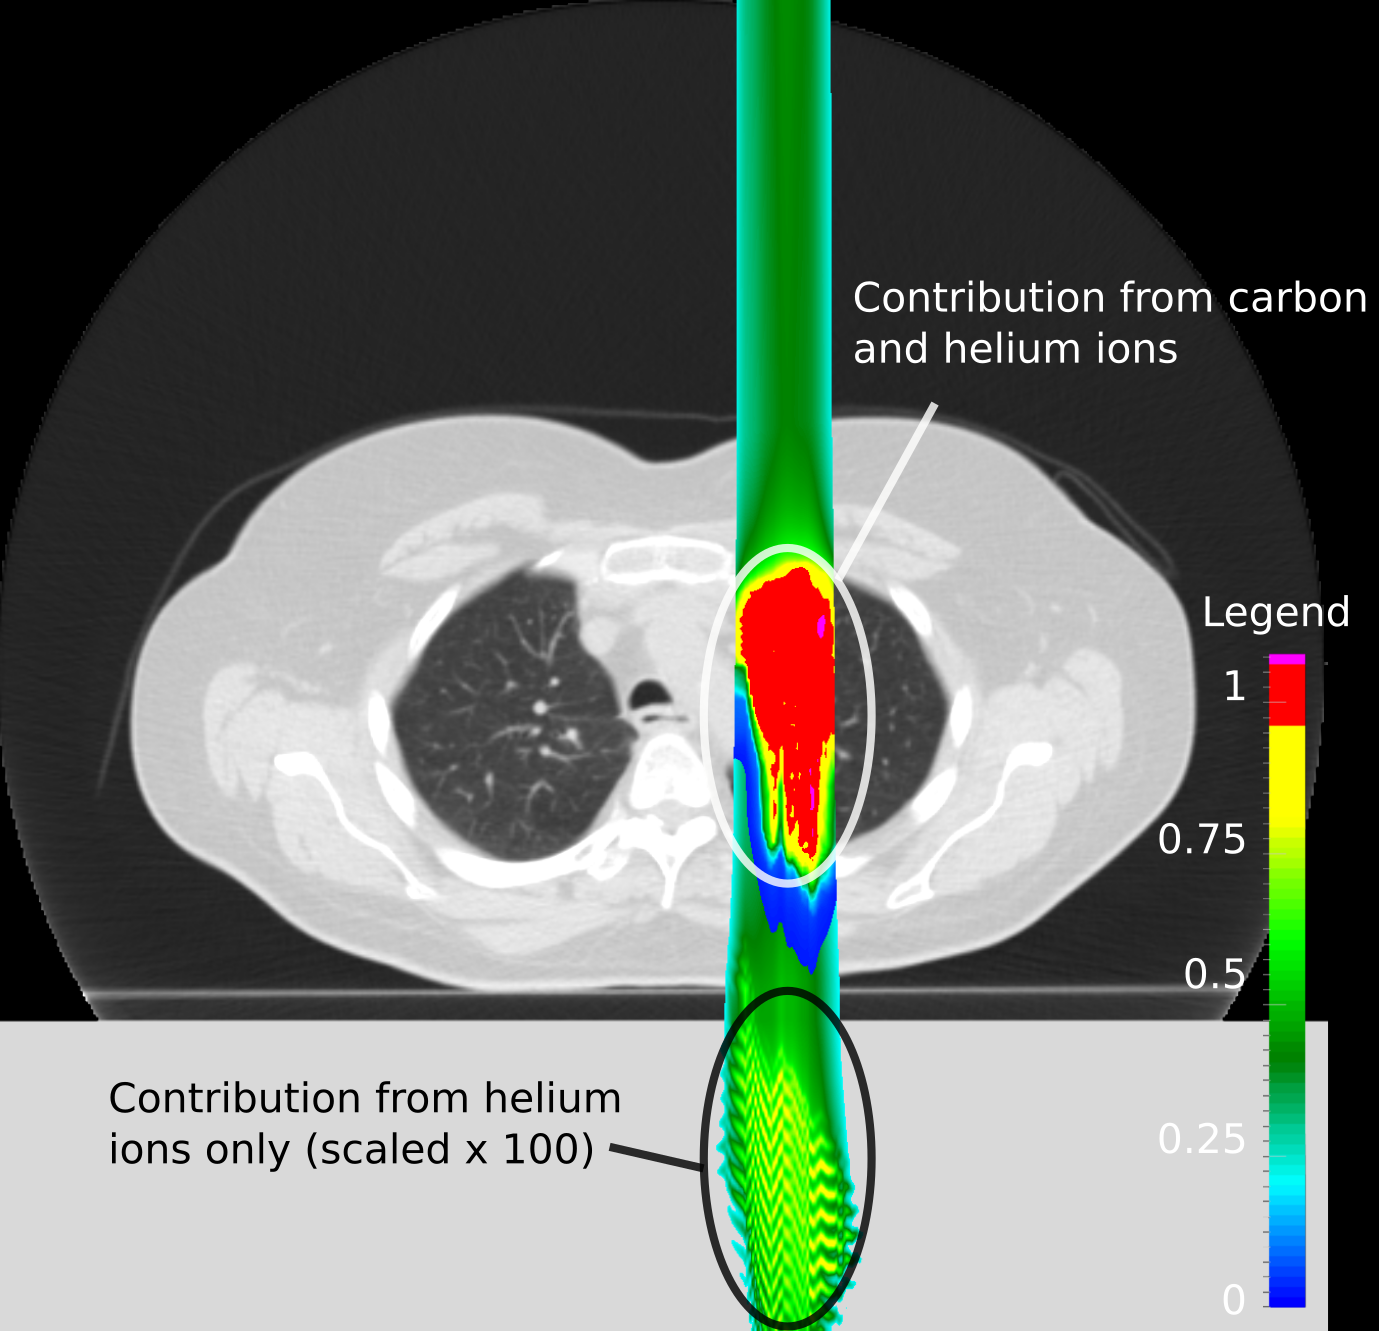 Contribution from carbon
and helium ions
Legend
1
0.75
0.5
0.25
0
Contribution from helium
ions only (scaled x 100)